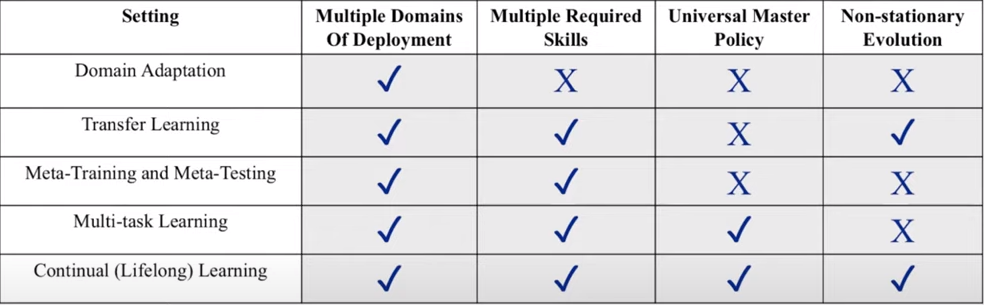 Setting
Multiple Domains
Of Deployment
Multiple Required
Skills
Universal Master
Policy
Non-stationary
Evolution
Domain Adaptation
✓ X X X
Transfer Learning
✓ ✓ X ✓
Meta-Training and Meta-Testing
✓ ✓ X X
Multi-task Learning
✓ ✓ ✓ X
Continual (Lifelong) Learning
✓ ✓ ✓ ✓